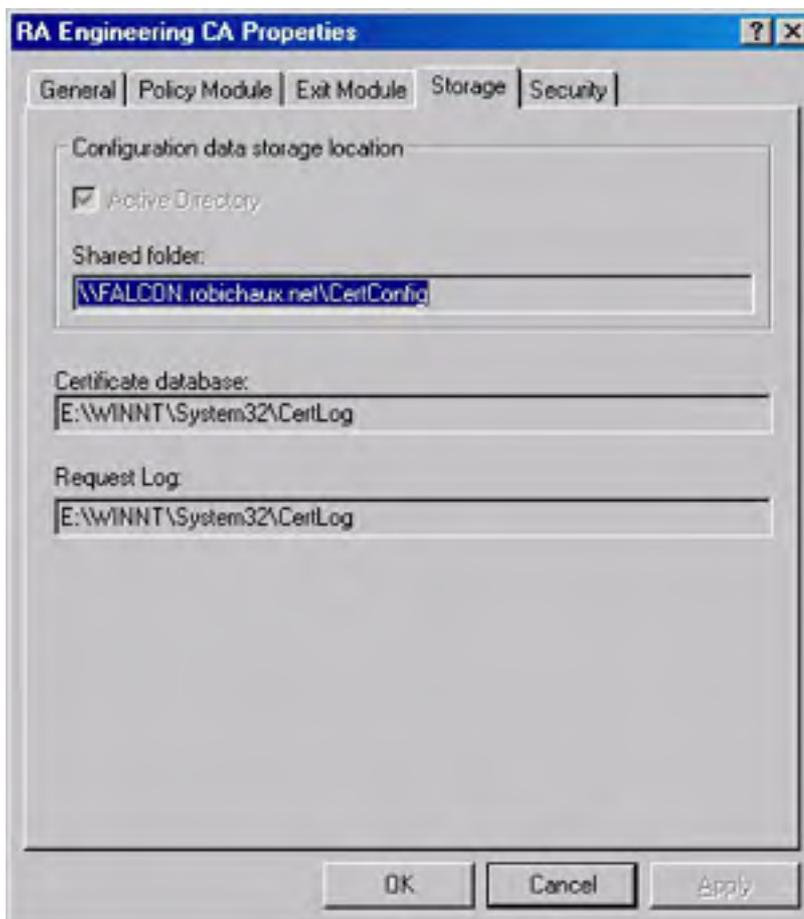 RA Engineering CA Properties
? X
General Policy Module Exit Module Storage Security
Configuration data storage location
Active Directory
Shared folder:
\\FALCON.robichaux.net\CertConfig
Certificate database:
E:\WINNT\System32\CertLog
Request Log:
E:\WINNT\System32\CertLog
OK Cancel Apply